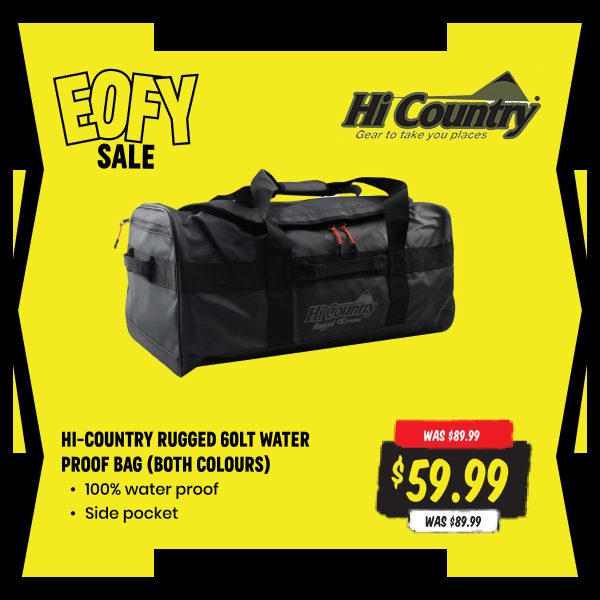 EOFY
SALE
Hi Country
Gear to take you places
Hi Country
Rugged Xtreme
HI-COUNTRY RUGGED 60LT WATER
PROOF BAG (BOTH COLOURS)
• 100% water proof
• Side pocket
WAS $89.99
$59.99
WAS $89.99